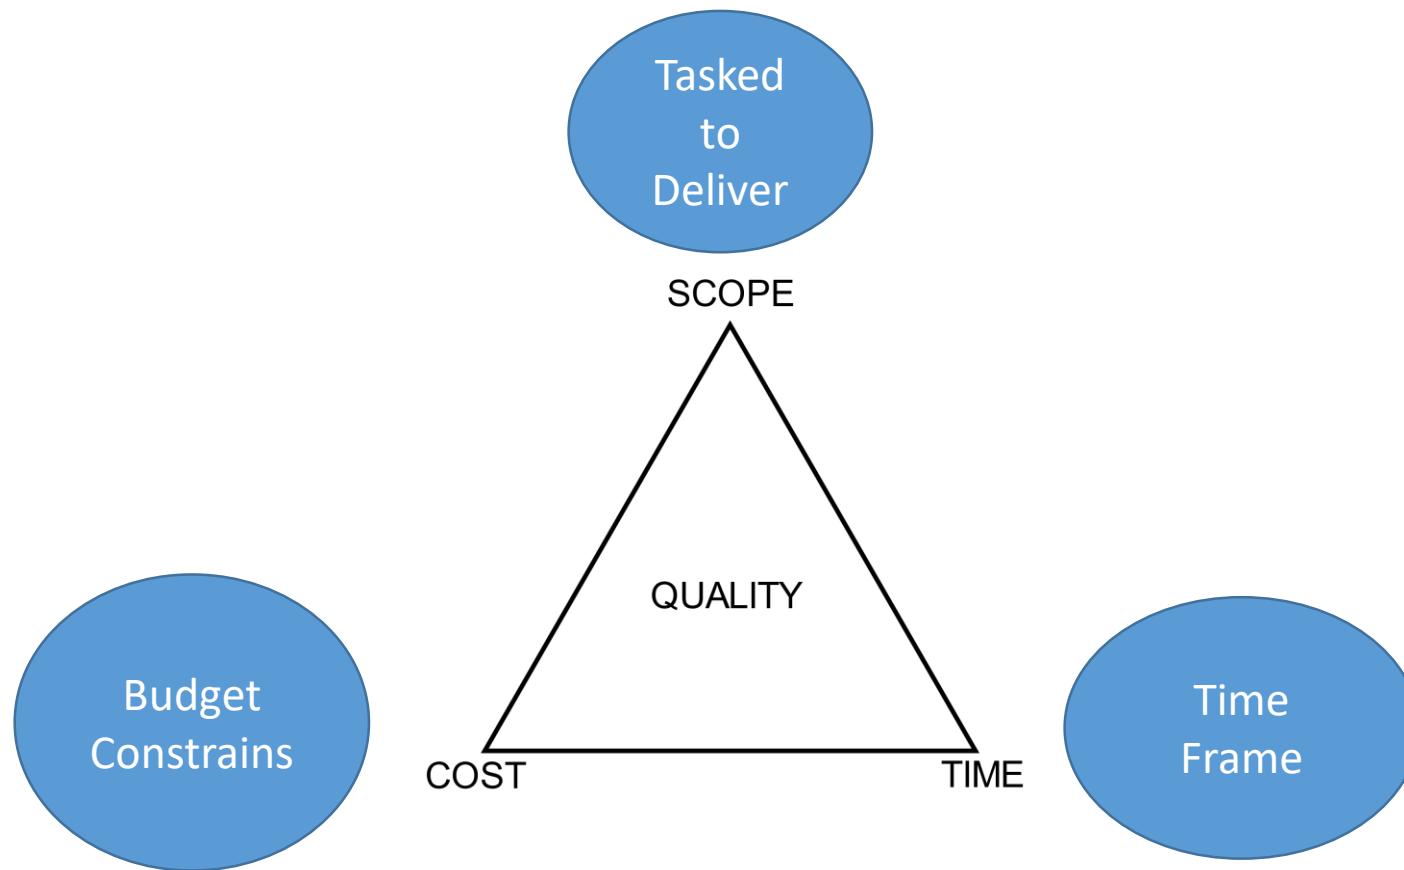 Tasked
to
Deliver
SCOPE
QUALITY
Budget
Constrains
COST
TIME
Time
Frame